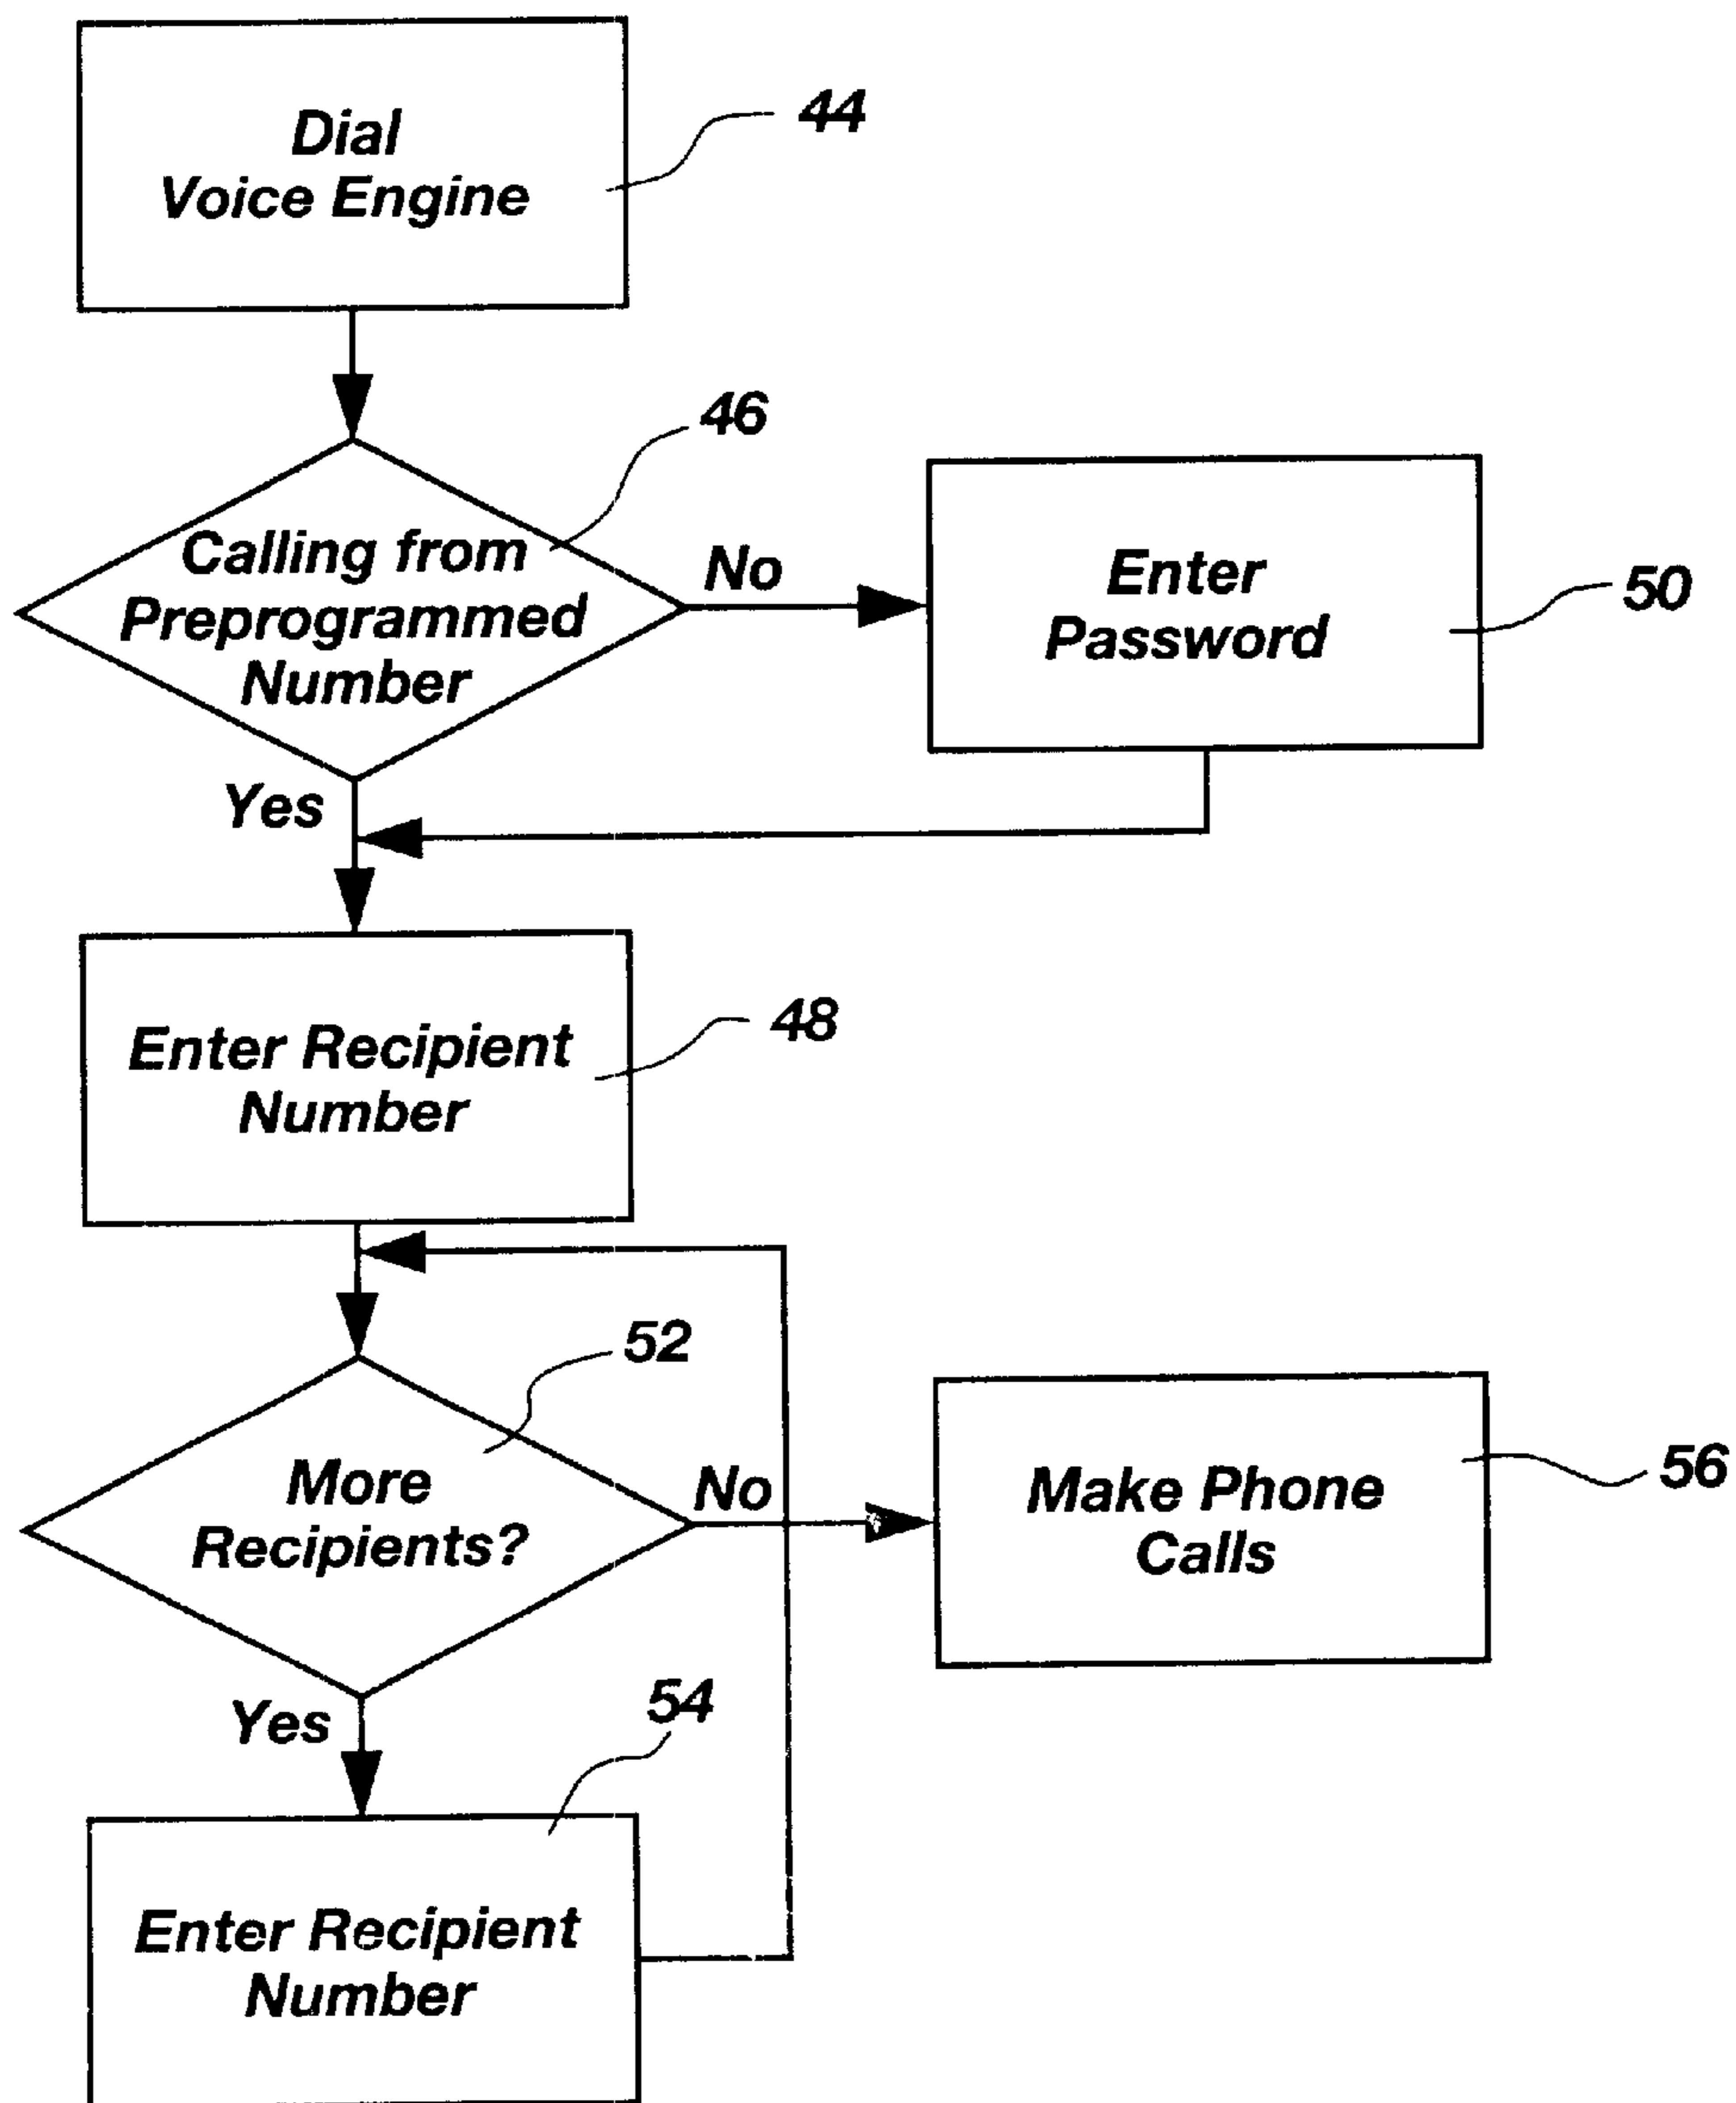 Dial
Voice Engine
44
46
Calling from
Preprogrammed
Number
No
Enter
Password
50
Yes
Enter Recipient
Number
48
52
More
Recipients?
No
Make Phone
Calls
56
Yes
54
Enter Recipient
Number